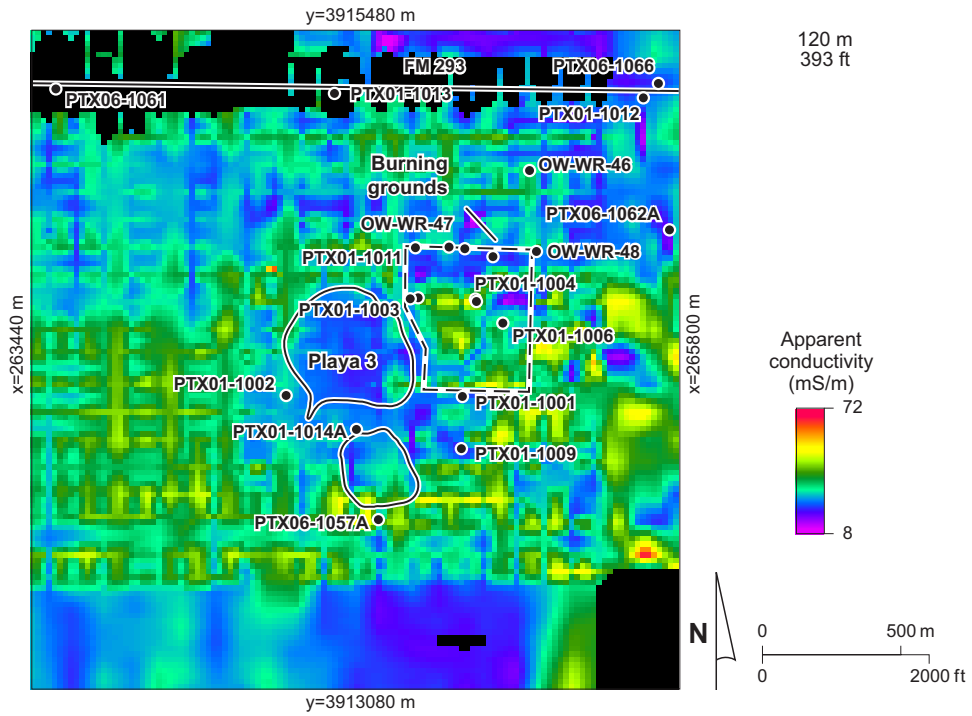 y=3915480 m
120 m
393 ft
FM 293
PTX06-1066
PTX06-1061
PTX01-1013
PTX01-1012
Burning
grounds
OW-WR-46
PTX06-1062A
OW-WR-47
PTX01-1011
OW-WR-48
PTX01-1004
PTX01-1003
PTX01-1006
x=263440 m
x=265800 m
Playa 3
Apparent
conductivity
(mS/m)
72
8
PTX01-1002
PTX01-1001
PTX01-1014A
PTX01-1009
PTX06-1057A
N
0
500 m
0
2000 ft
y=3913080 m